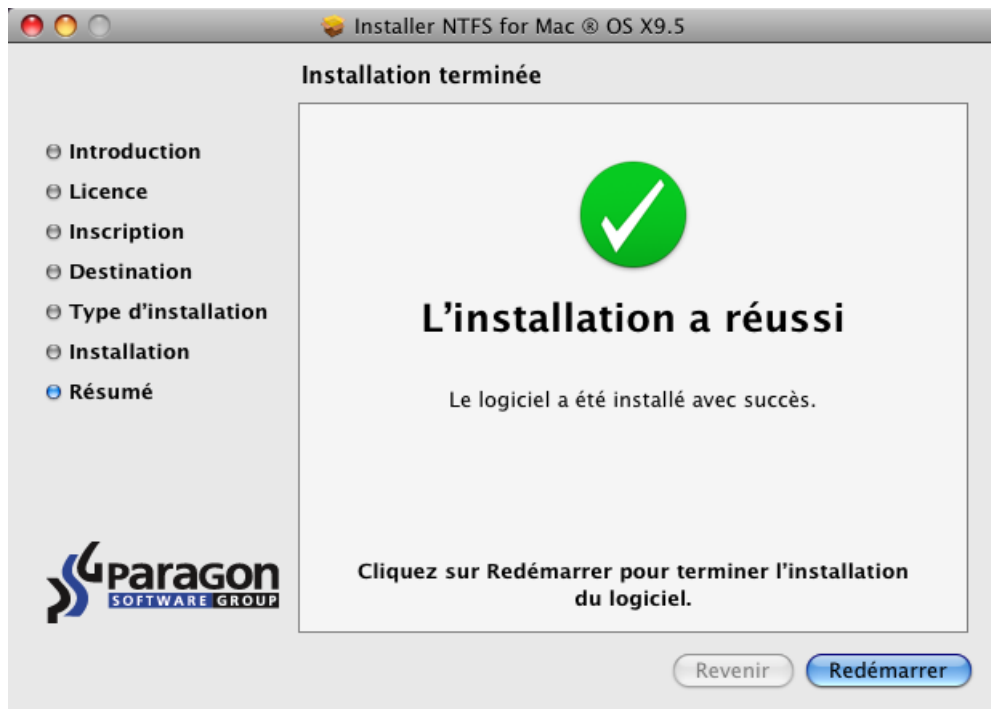 Installer NTFS for Mac ® OS X9.5
Installation terminée
Introduction
Licence
Inscription
Destination
Type d'installation
Installation
Résumé
L'installation a réussi
Le logiciel a été installé avec succès.
Cliquez sur Redémarrer pour terminer l'installation
du logiciel.
Paragon
SOFTWARE GROUP
Revenir
Redémarrer